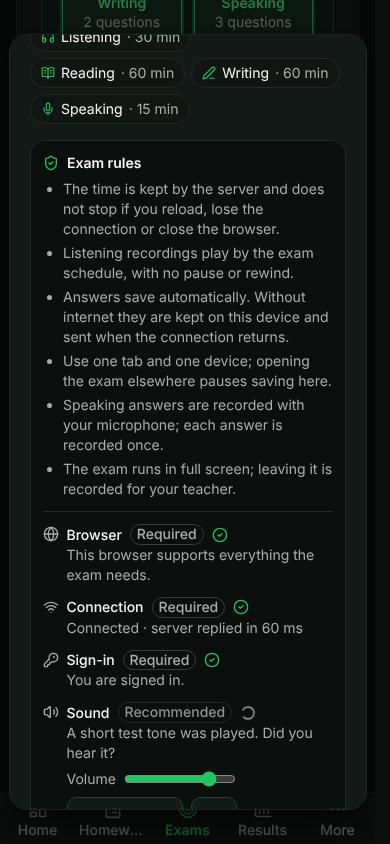 Writing
Speaking
2 questions
3 questions
Listening · 30 min
Reading · 60 min
Writing · 60 min
Speaking · 15 min
Exam rules
• The time is kept by the server and does
not stop if you reload, lose the
connection or close the browser.
• Listening recordings play by the exam
schedule, with no pause or rewind.
• Answers save automatically. Without
internet they are kept on this device and
sent when the connection returns.
• Use one tab and one device; opening
the exam elsewhere pauses saving here.
• Speaking answers are recorded with
your microphone; each answer is
recorded once.
• The exam runs in full screen; leaving it is
recorded for your teacher.
Browser Required
This browser supports everything the
exam needs.
Connection Required
Connected · server replied in 60 ms
Sign-in Required
You are signed in.
Sound Recommended
A short test tone was played. Did you
hear it?
Volume
Home
Homew...
Exams
Results
More